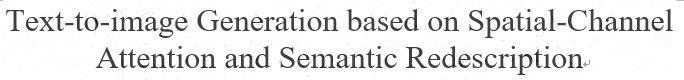 Text-to-image Generation based on Spatial-Channel
Attention and Semantic Redescription